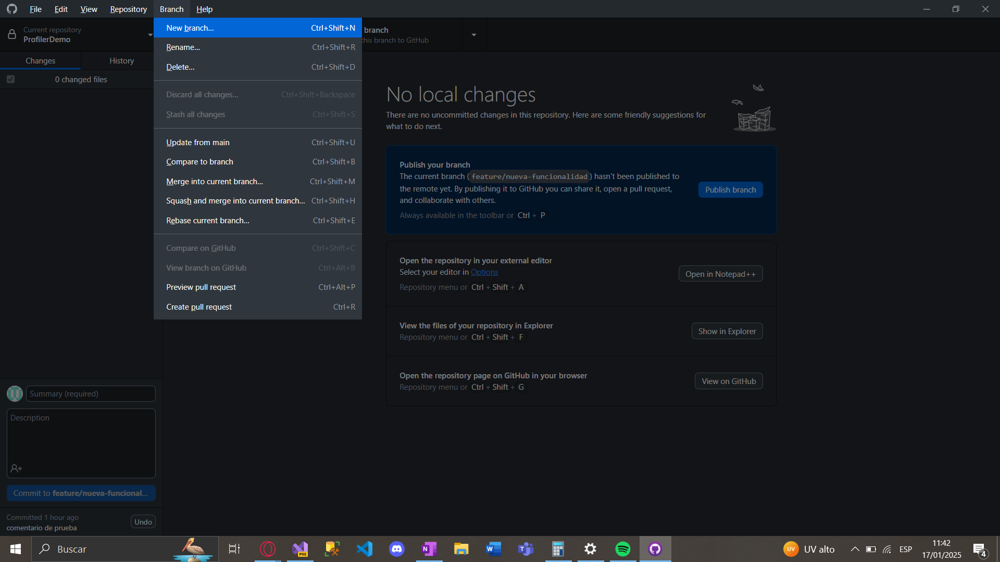 File Edit View Repository Branch Help
Current repository
ProfilerDemo
branch
this branch to GitHub
Changes History
0 changed files
New branch... Ctrl+Shift+N
Rename... Ctrl+Shift+R
Delete... Ctrl+Shift+D
Discard all changes... Ctrl+Shift+Backspace
Stash all changes Ctrl+Shift+S
Update from main Ctrl+Shift+U
Compare to branch Ctrl+Shift+B
Merge into current branch... Ctrl+Shift+M
Squash and merge into current branch... Ctrl+Shift+H
Rebase current branch... Ctrl+Shift+E
Compare on GitHub Ctrl+Shift+C
View branch on GitHub Ctrl+Alt+B
Preview pull request Ctrl+Alt+P
Create pull request Ctrl+R
No local changes
There are no uncommitted changes in this repository. Here are some friendly suggestions for
what to do next.
Publish your branch
The current branch (feature/nueva-funcionalidad) hasn't been published to
the remote yet. By publishing it to GitHub you can share it, open a pull request,
and collaborate with others.
Always available in the toolbar or Ctrl + P
Publish branch
Open the repository in your external editor
Select your editor in Options
Repository menu or Ctrl + Shift + A
Open in Notepad++
View the files of your repository in Explorer
Repository menu or Ctrl + Shift + F
Show in Explorer
Open the repository page on GitHub in your browser
Repository menu or Ctrl + Shift + G
View on GitHub
Summary (required)
Description
Commit to feature/nueva-funcional...
Committed 1 hour ago
comentario de prueba
Undo
Buscar
PRE
N
W
T
UV
UV alto
ESP
11:42
17/01/2025
4